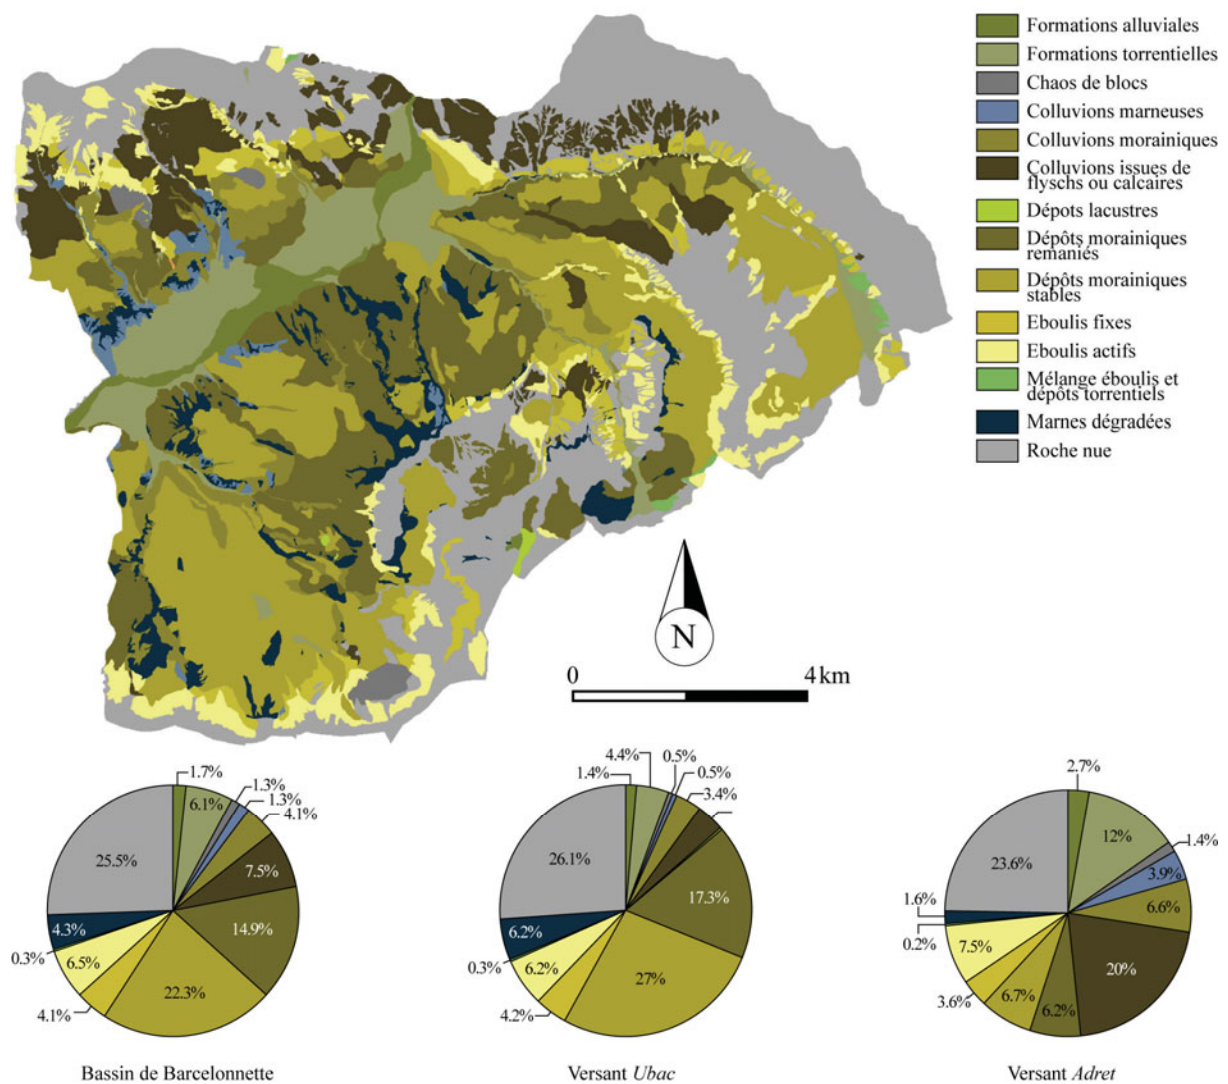 Formations alluviales
Formations torrentielles
Chaos de blocs
Colluvions marneuses
Colluvions morainiques
Colluvions issues de
flyschs ou calcaires
Dépots lacustres
Dépôts morainiques
remaniés
Dépôts morainiques
stables
Eboulis fixes
Eboulis actifs
Mélange éboulis et
dépôts torrentiels
Marnes dégradées
Roche nue
N
0 4 km
1.7%
6.1%
1.3%
1.3%
4.1%
7.5%
14.9%
22.3%
4.1%
6.5%
0.3%
4.3%
25.5%
Bassin de Barcelonnette
1.4%
4.4%
0.5%
0.5%
3.4%
17.3%
27%
4.2%
6.2%
0.3%
6.2%
26.1%
Versant Ubac
2.7%
12%
1.4%
3.9%
6.6%
20%
6.2%
6.7%
3.6%
7.5%
0.2%
1.6%
23.6%
Versant Adret